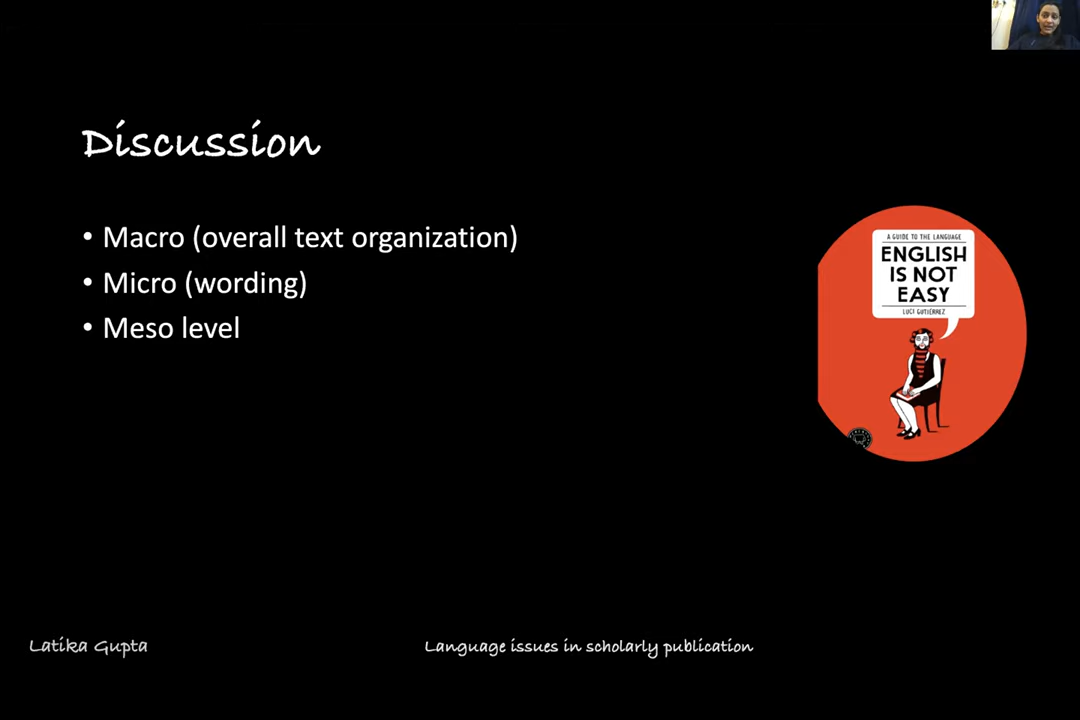 Discussion
• Macro (overall text organization)
• Micro (wording)
• Meso level
A GUIDE TO THE LANGUAGE
ENGLISH
IS NOT
EASY
LUCI GUTIÉRREZ
Latika Gupta
Language issues in scholarly publication